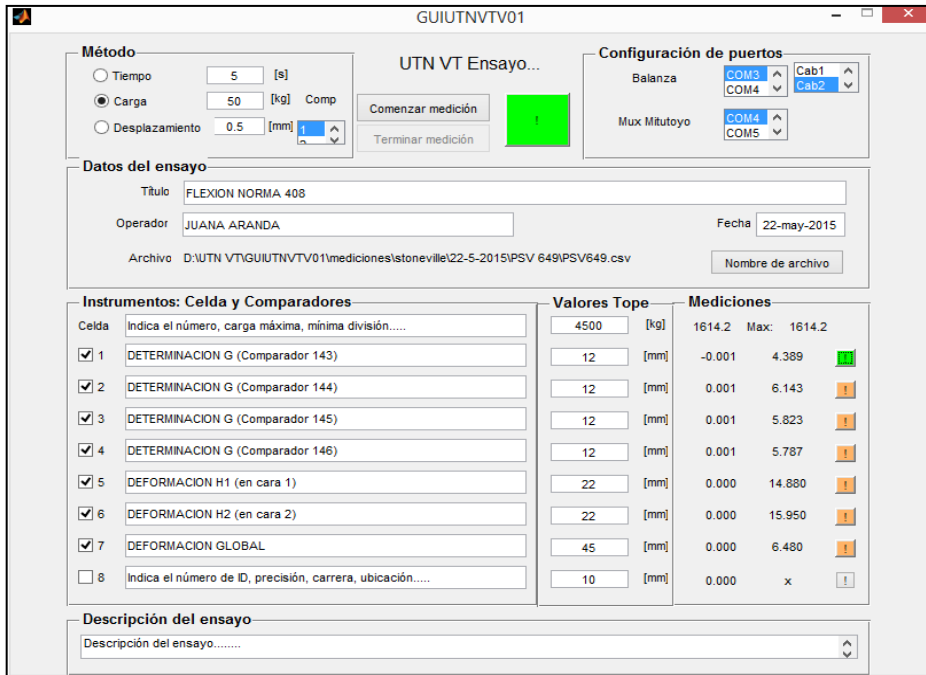 GUIUTNVTV01
Método
Tiempo 5 [s]
Carga 50 [kg] Comp
Desplazamiento 0.5 [mm] 1
UTN VT Ensayo...
Comenzar medición
Terminar medición
!
Configuración de puertos
Balanza COM3 COM4 Cab1 Cab2
Mux Mitutoyo COM4 COM5
Datos del ensayo
Título FLEXION NORMA 408
Operador JUANA ARANDA Fecha 22-may-2015
Archivo D:\UTN VT\GUIUTNVTV01\mediciones\stoneville\22-5-2015\PSV 649\PSV649.csv Nombre de archivo
Instrumentos: Celda y Comparadores Valores Tope Mediciones
Celda Indica el número, carga máxima, mínima división..... 4500 [kg] 1614.2 Max: 1614.2
1 DETERMINACION G (Comparador 143) 12 [mm] -0.001 4.389 !
2 DETERMINACION G (Comparador 144) 12 [mm] 0.001 6.143 !
3 DETERMINACION G (Comparador 145) 12 [mm] 0.001 5.823 !
4 DETERMINACION G (Comparador 146) 12 [mm] 0.001 5.787 !
5 DEFORMACION H1 (en cara 1) 22 [mm] 0.000 14.880 !
6 DEFORMACION H2 (en cara 2) 22 [mm] 0.000 15.950 !
7 DEFORMACION GLOBAL 45 [mm] 0.000 6.480 !
8 Indica el número de ID, precisión, carrera, ubicación..... 10 [mm] 0.000 x !
Descripción del ensayo
Descripción del ensayo........